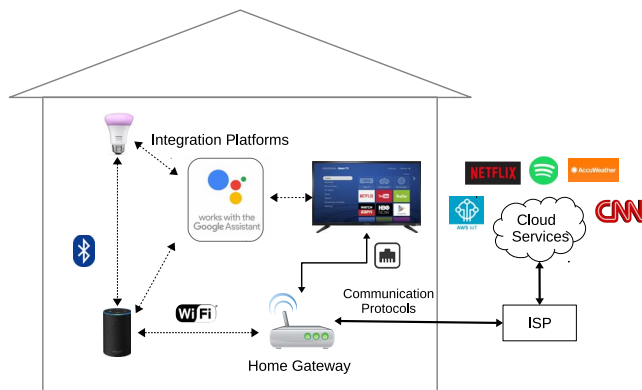 Integration Platforms
works with the
Google Assistant
NETFLIX
AccuWeather
AWS IoT
Cloud
Services
CNN
WiFi
Communication
Protocols
ISP
Home Gateway